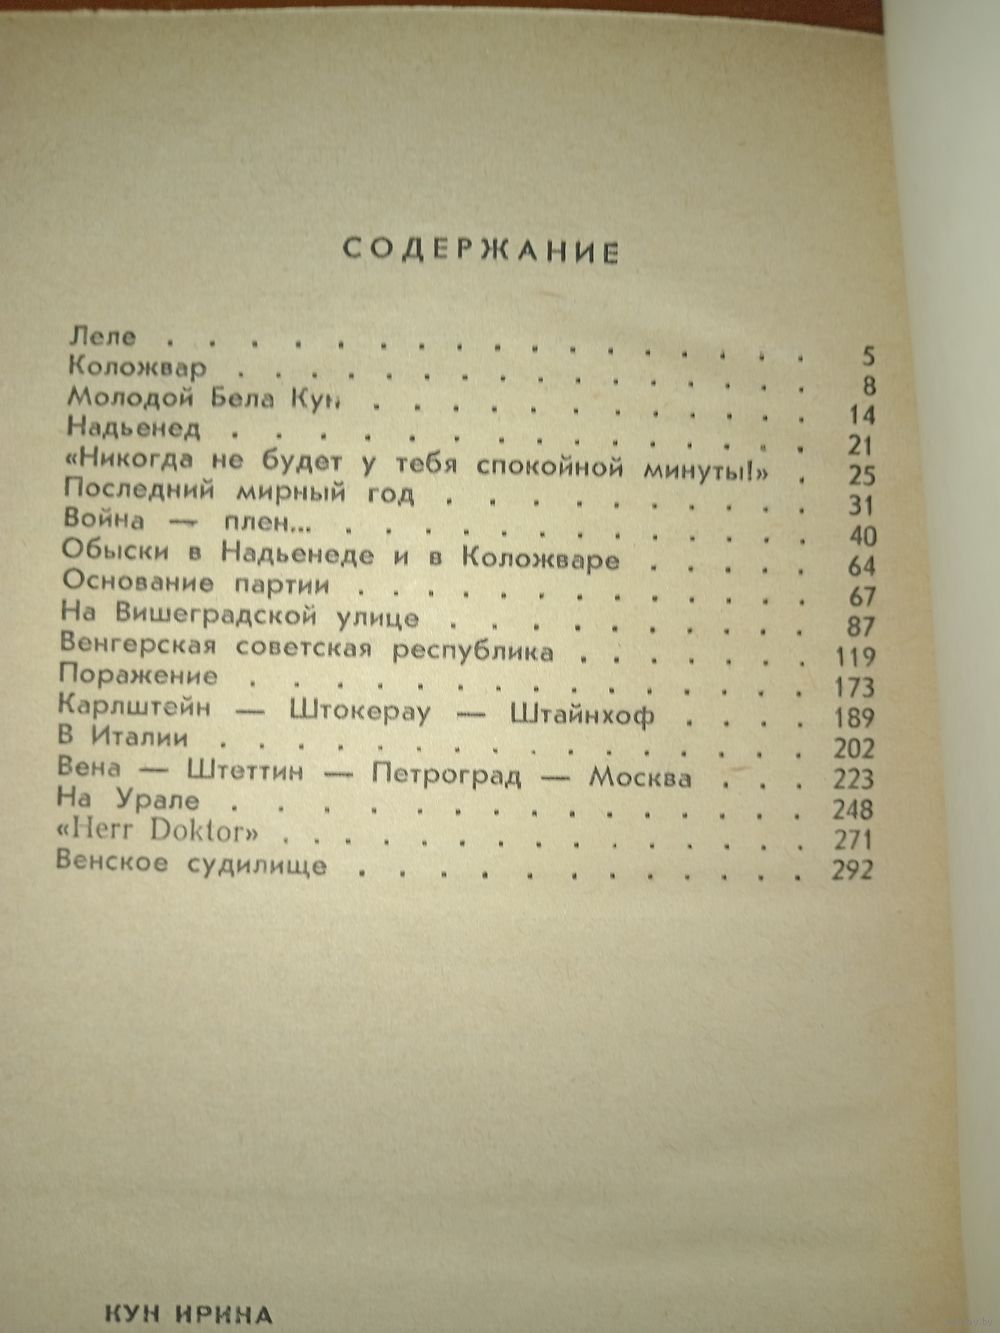 СОДЕРЖАНИЕ
Леле . . . . . . . . . . . . . . . . . . 5
Коложвар . . . . . . . . . . . . . . . 8
Молодой Бела Кун . . . . . . . . . . . . 14
Надьенед . . . . . . . . . . . . . . . 21
«Никогда не будет у тебя спокойной минуты!» . 25
Последний мирный год . . . . . . . . . 31
Война — плен... . . . . . . . . . . . . 40
Обыски в Надьенеде и в Коложваре . . . . . 64
Основание партии . . . . . . . . . . . . 67
На Вишеградской улице . . . . . . . . . 87
Венгерская советская республика . . . . . . 119
Поражение . . . . . . . . . . . . . . 173
Карлштейн — Штокерау — Штайнхоф . . . . 189
В Италии . . . . . . . . . . . . . . . 202
Вена — Штеттин — Петроград — Москва . . . 223
На Урале . . . . . . . . . . . . . . . 248
«Herr Doktor» . . . . . . . . . . . . . . 271
Венское судилище . . . . . . . . . . . . 292
КУН ИРИНА